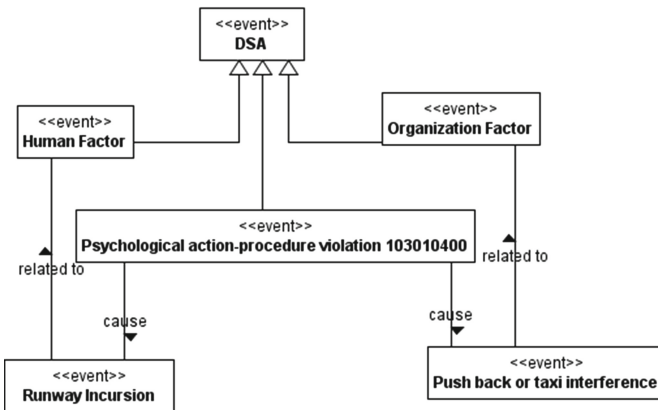 <<event>>
DSA
<<event>>
Human Factor
<<event>>
Organization Factor
<<event>>
Psychological action-procedure violation 103010400
related to
related to
cause
cause
<<event>>
Runway Incursion
<<event>>
Push back or taxi interference